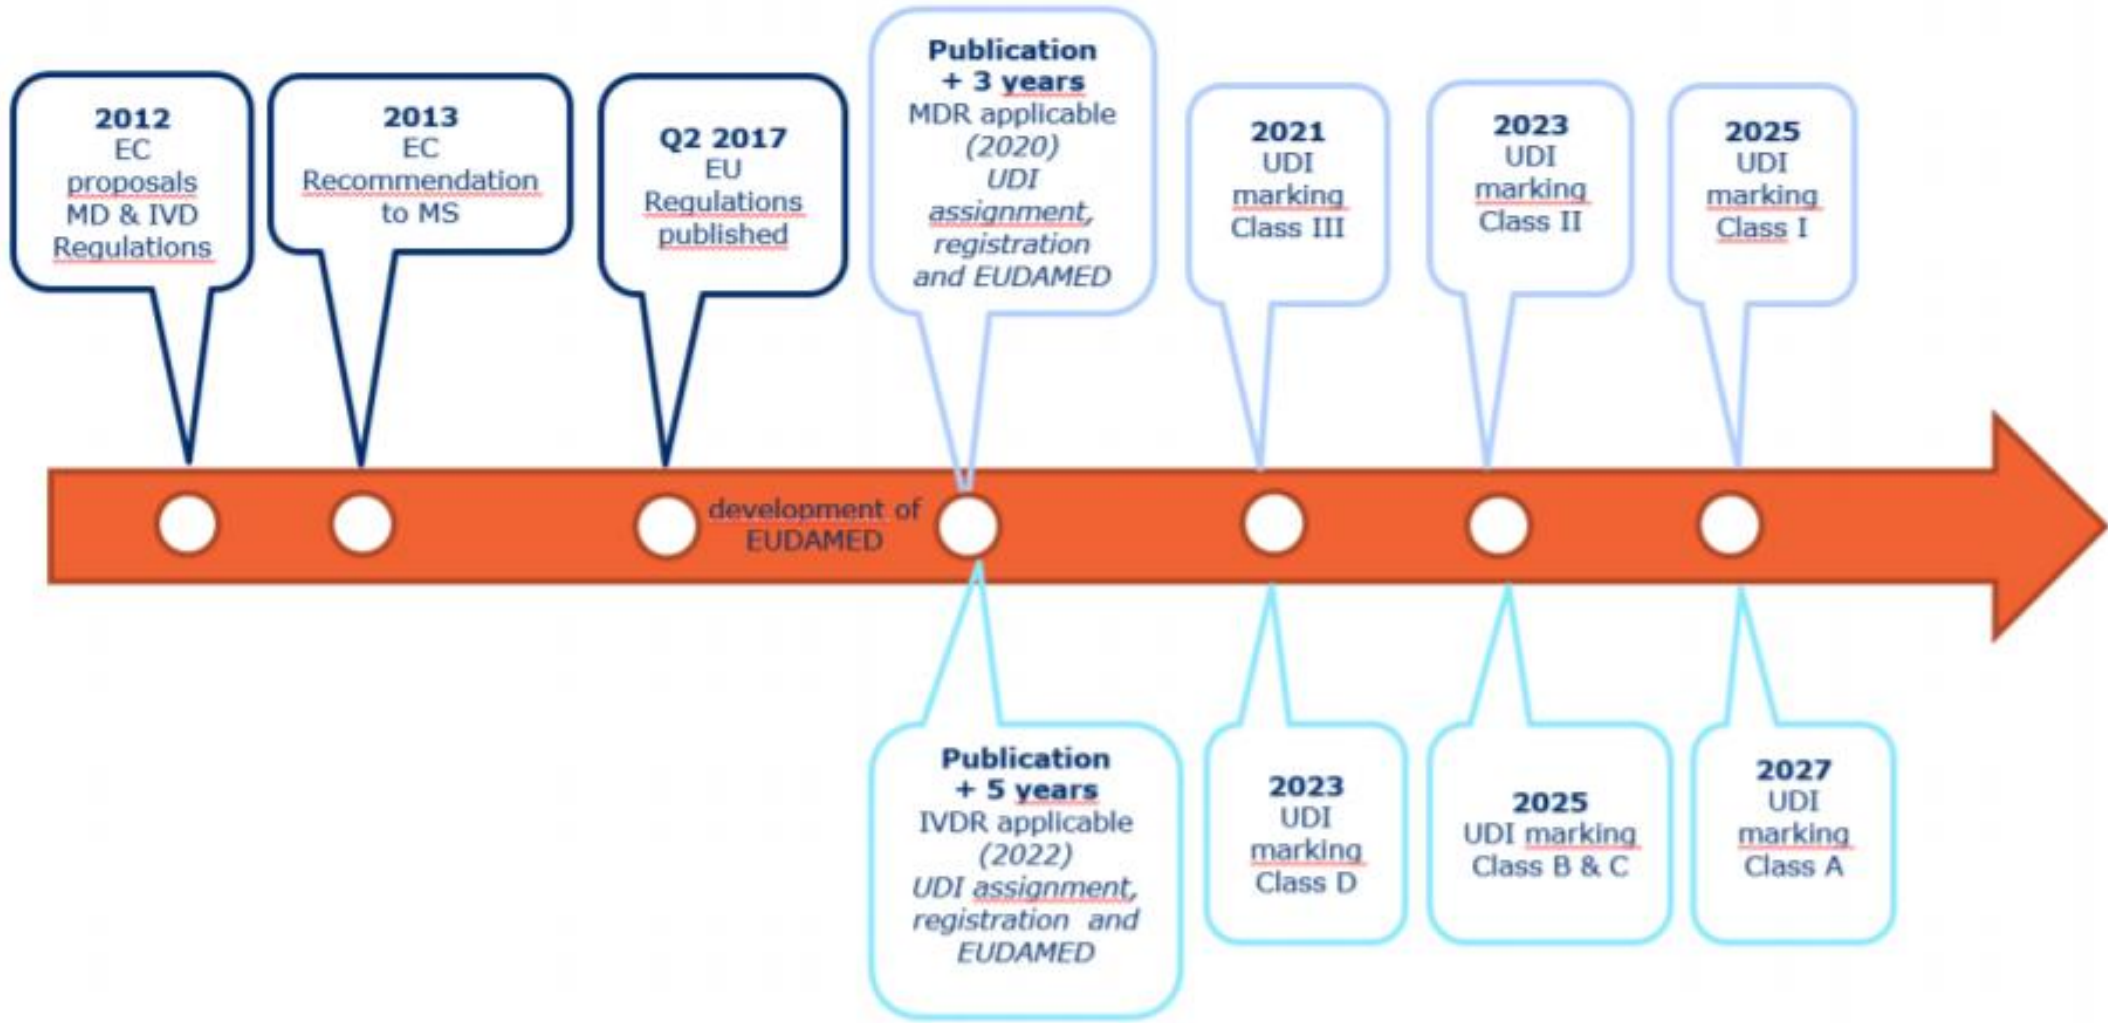 2012
EC
proposals
MD & IVD
Regulations
2013
EC
Recommendation
to MS
Q2 2017
EU
Regulations
published
Publication
+ 3 years
MDR applicable
(2020)
UDI
assignment,
registration
and EUDAMED
2021
UDI
marking
Class III
2023
UDI
marking
Class II
2025
UDI
marking
Class I
development of
EUDAMED
Publication
+ 5 years
IVDR applicable
(2022)
UDI assignment,
registration and
EUDAMED
2023
UDI
marking
Class D
2025
UDI marking
Class B & C
2027
UDI
marking
Class A